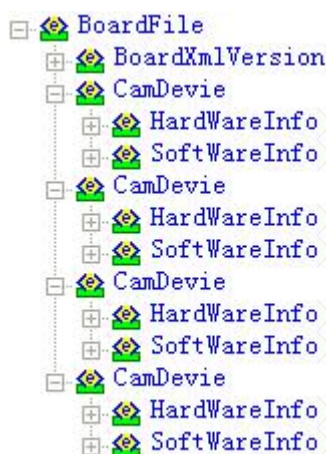 BoardFile
BoardXmlVersion
CamDevie
HardWareInfo
SoftWareInfo
CamDevie
HardWareInfo
SoftWareInfo
CamDevie
HardWareInfo
SoftWareInfo
CamDevie
HardWareInfo
SoftWareInfo